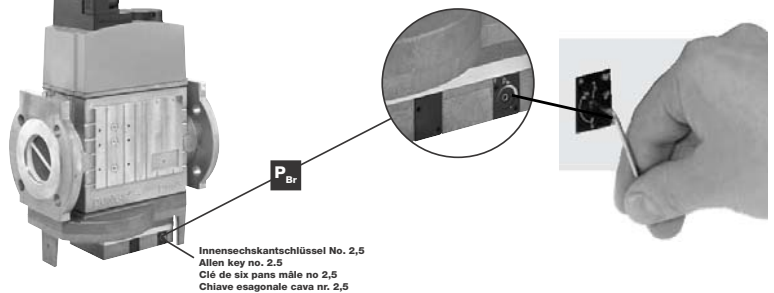 P Br
Innensechskantschlüssel No. 2,5
Allen key no. 2.5
Clé de six pans mâle no 2,5
Chiave esagonale cava nr. 2,5